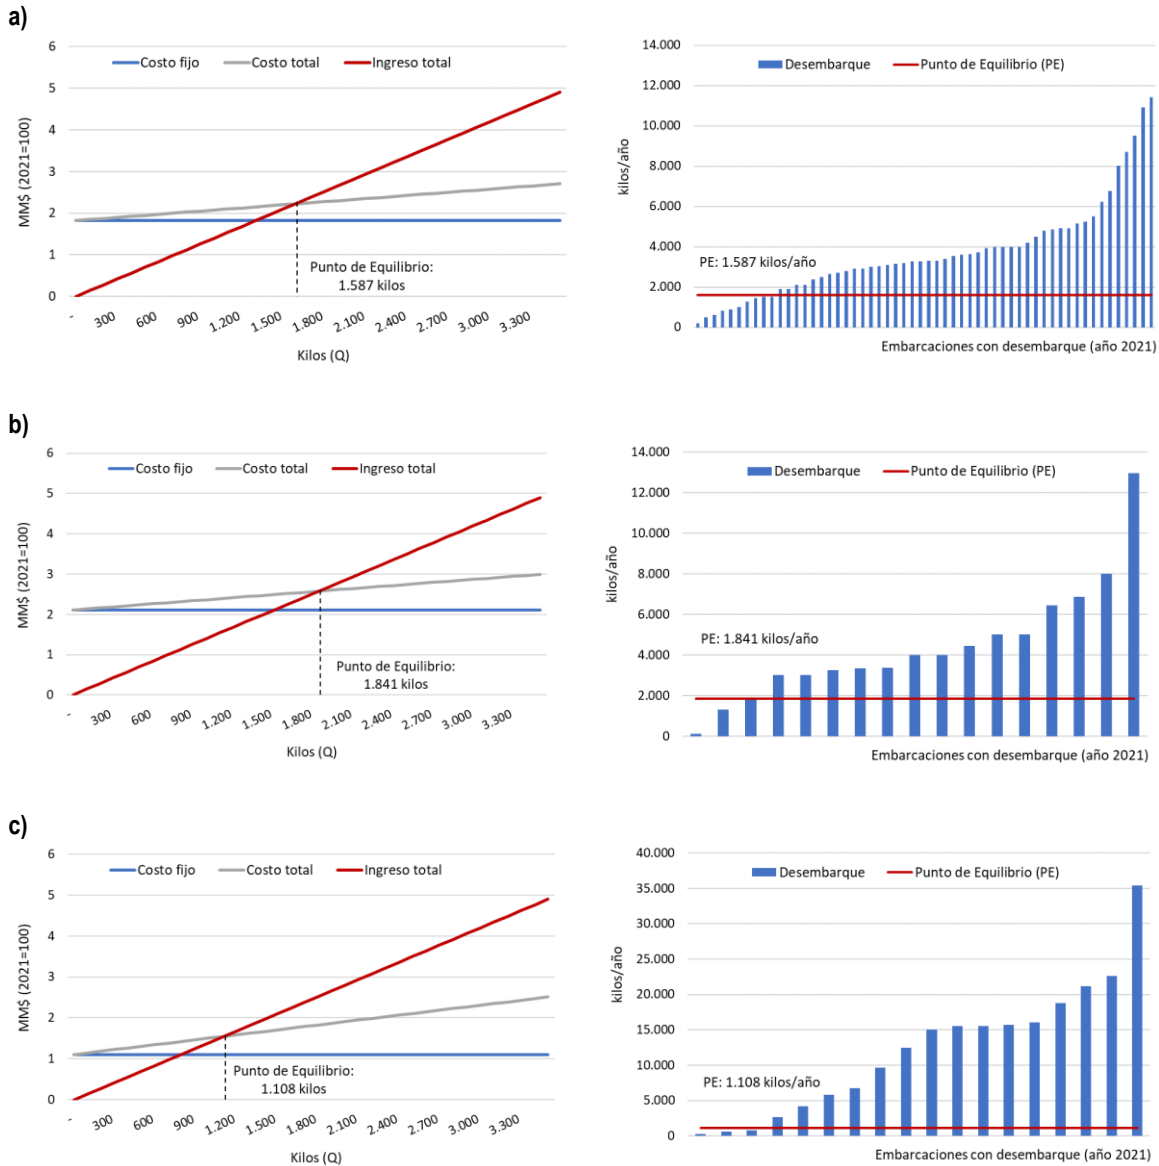 a)
Costo fijo
Costo total
Ingreso total
6
5
4
3
2
1
0
MM$ (2021=100)
Punto de Equilibrio:
1.587 kilos
-
300
600
900
1.200
1.500
1.800
2.100
2.400
2.700
3.000
3.300
Kilos (Q)
14.000
12.000
10.000
8.000
6.000
4.000
2.000
0
kilos/año
Desembarque
Punto de Equilibrio (PE)
PE: 1.587 kilos/año
Embarcaciones con desembarque (año 2021)
b)
Costo fijo
Costo total
Ingreso total
6
5
4
3
2
1
0
MM$ (2021=100)
Punto de Equilibrio:
1.841 kilos
-
300
600
900
1.200
1.500
1.800
2.100
2.400
2.700
3.000
3.300
Kilos (Q)
14.000
12.000
10.000
8.000
6.000
4.000
2.000
0
kilos/año
Desembarque
Punto de Equilibrio (PE)
PE: 1.841 kilos/año
Embarcaciones con desembarque (año 2021)
c)
Costo fijo
Costo total
Ingreso total
6
5
4
3
2
1
0
MM$ (2021=100)
Punto de Equilibrio:
1.108 kilos
-
300
600
900
1.200
1.500
1.800
2.100
2.400
2.700
3.000
3.300
Kilos (Q)
40.000
35.000
30.000
25.000
20.000
15.000
10.000
5.000
0
kilos/año
Desembarque
Punto de Equilibrio (PE)
PE: 1.108 kilos/año
Embarcaciones con desembarque (año 2021)